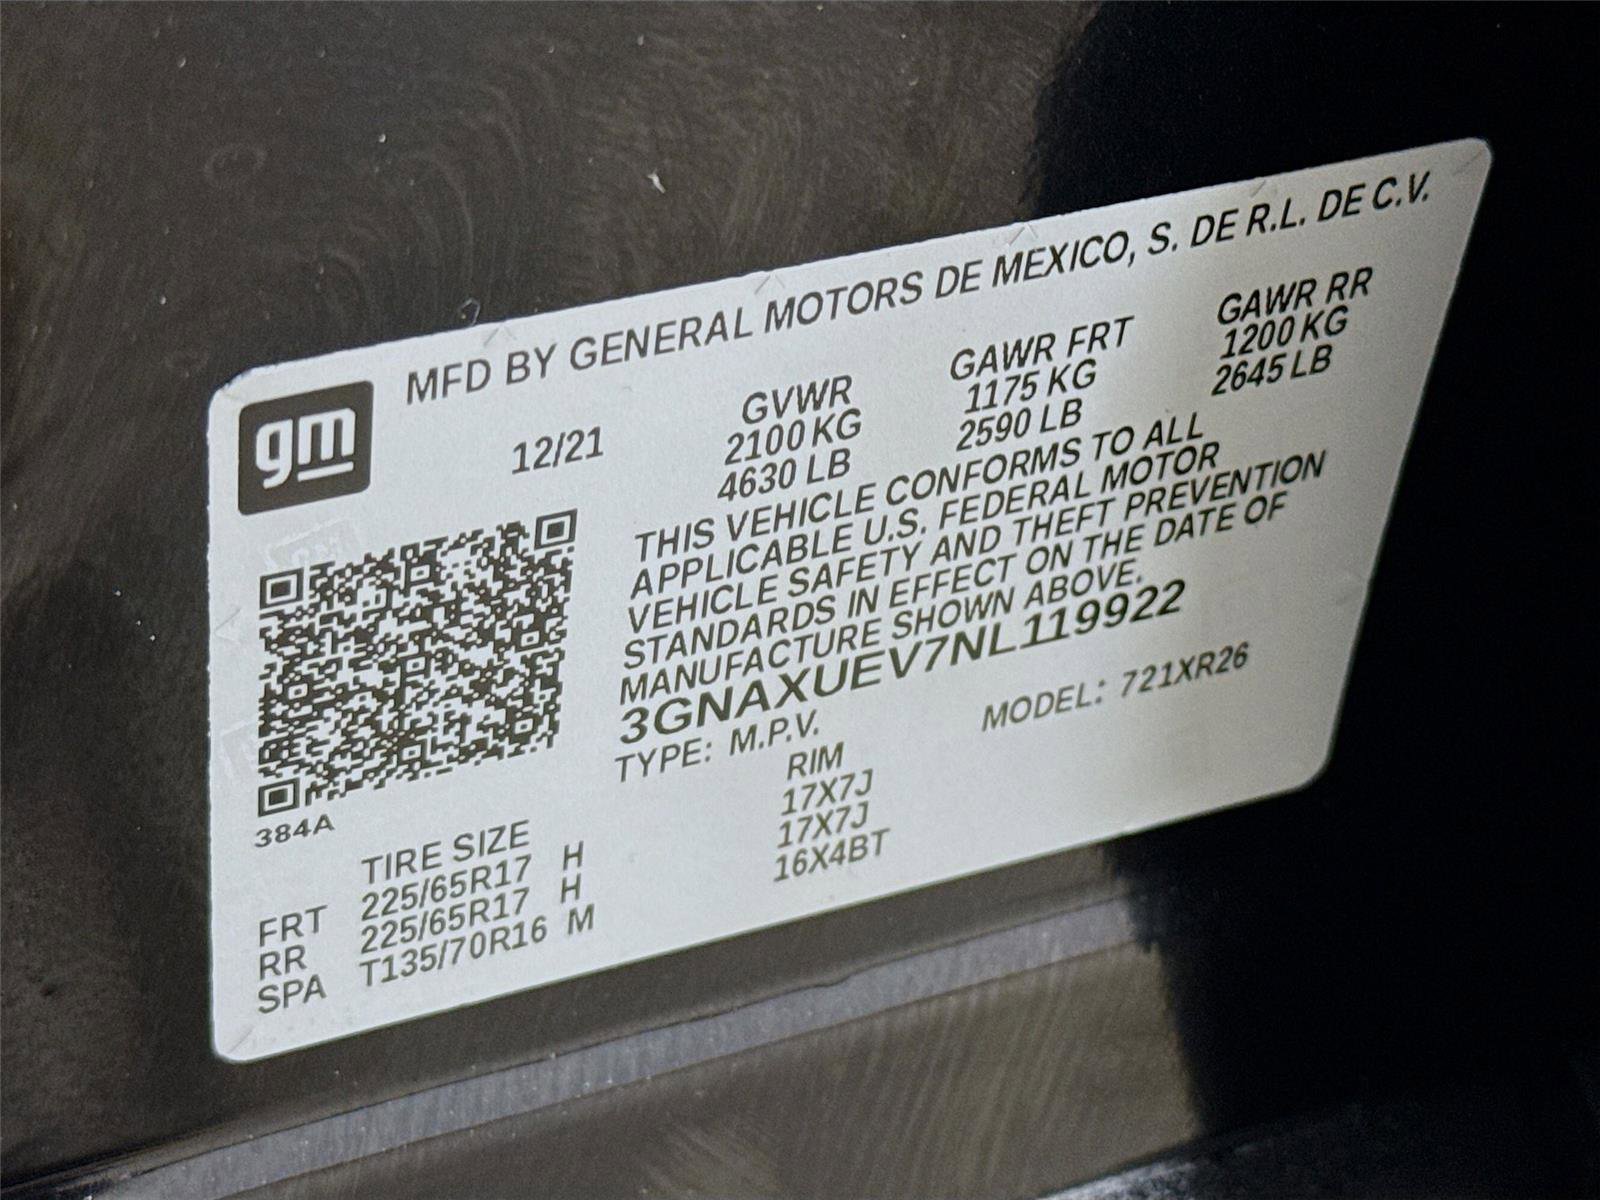 gm
MFD BY GENERAL MOTORS DE MEXICO, S. DE R.L. DE C.V.
12/21
GVWR GAWR FRT GAWR RR
2100 KG 1175 KG 1200 KG
4630 LB 2590 LB 2645 LB
THIS VEHICLE CONFORMS TO ALL
APPLICABLE U.S. FEDERAL MOTOR
VEHICLE SAFETY AND THEFT PREVENTION
STANDARDS IN EFFECT ON THE DATE OF
MANUFACTURE SHOWN ABOVE.
3GNAXUEV7NL119922
TYPE: M.P.V. MODEL: 721XR26
384A
TIRE SIZE RIM
FRT 225/65R17 H 17X7J
RR 225/65R17 H 17X7J
SPA T135/70R16 M 16X4BT